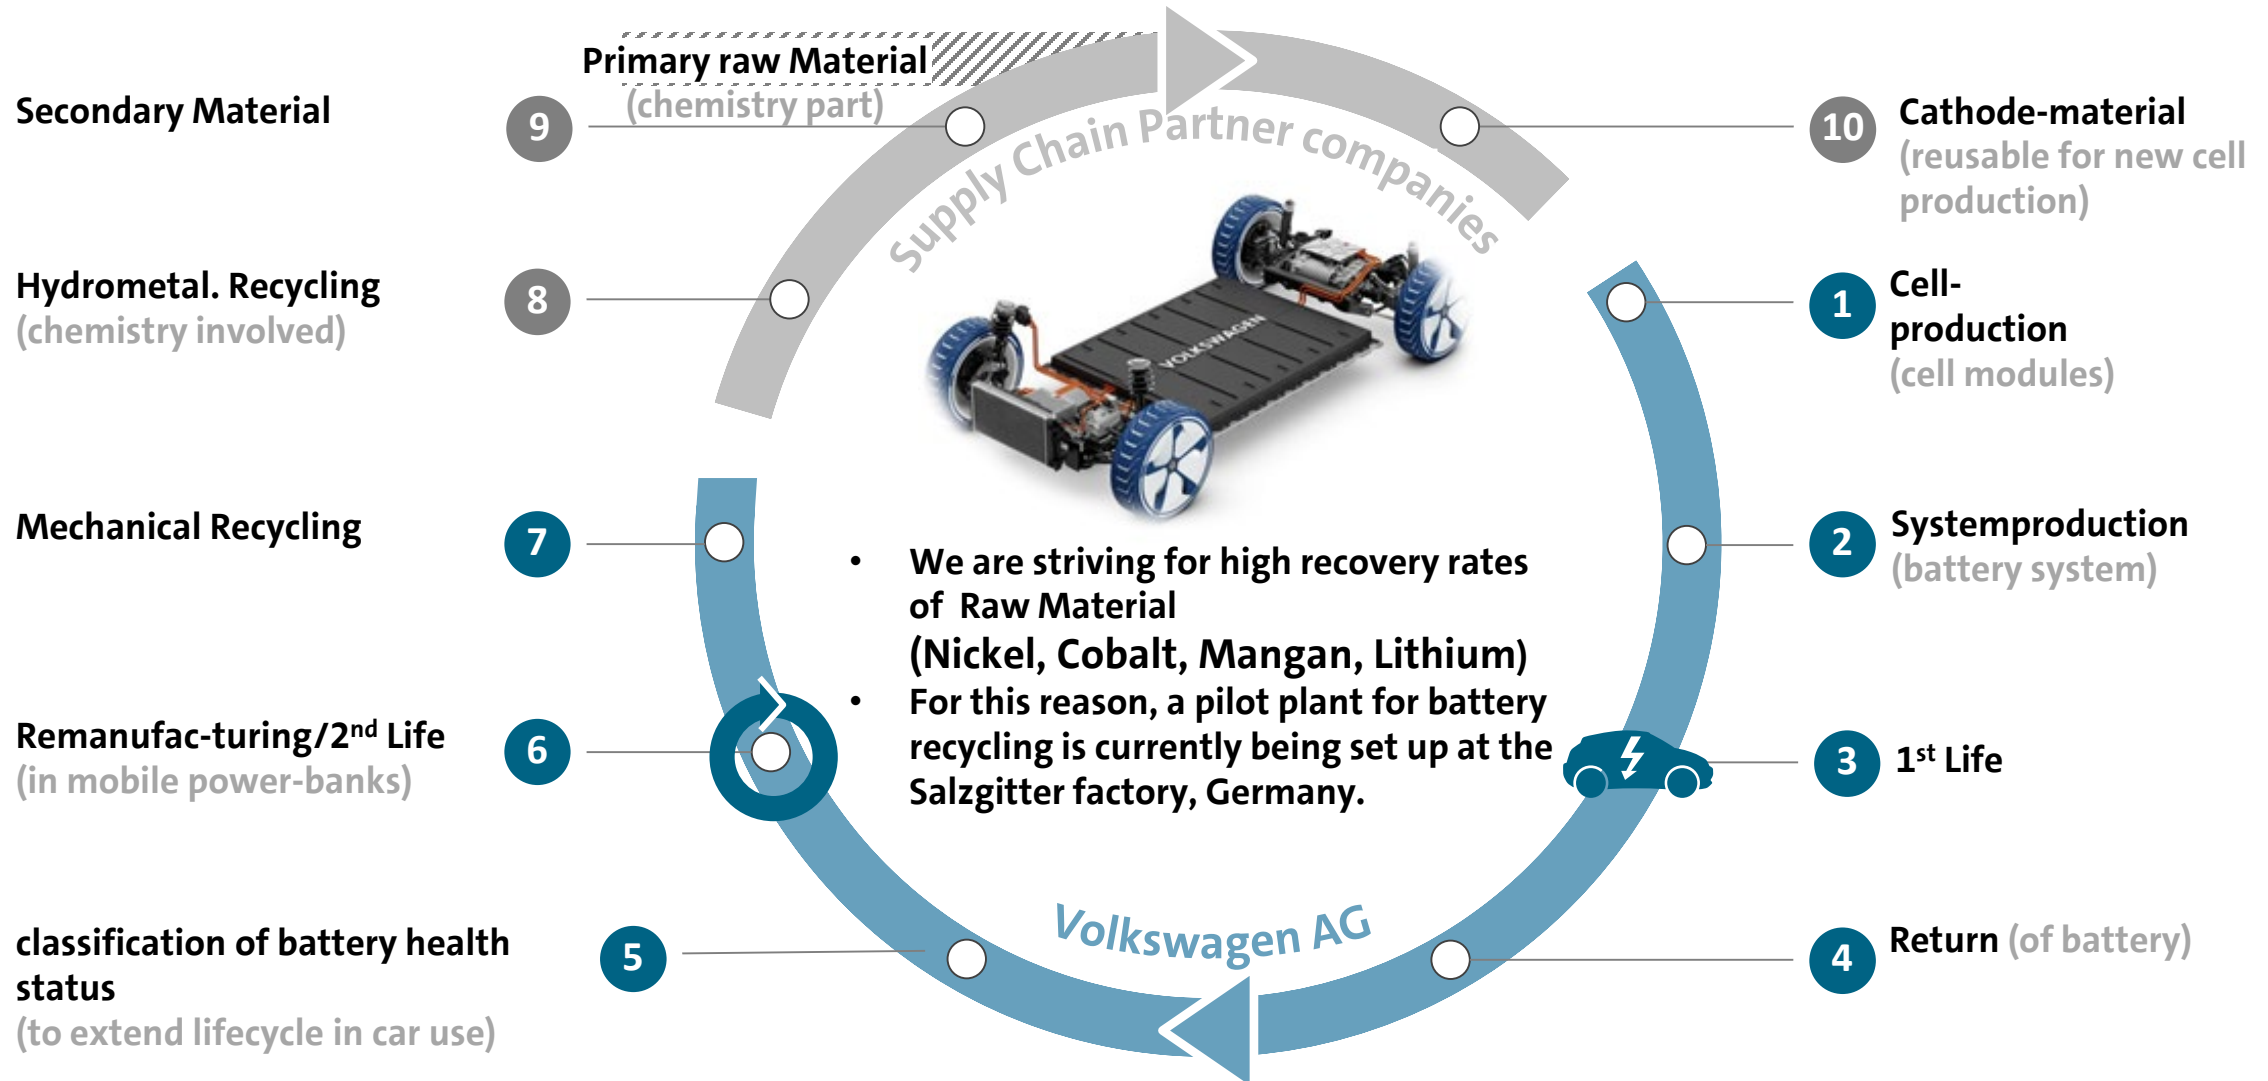 Primary raw Material
(chemistry part)
Secondary Material
9
Supply Chain Partner companies
10
Cathode-material
(reusable for new cell
production)
Hydrometal. Recycling
(chemistry involved)
8
1
Cell-
production
(cell modules)
VOLKSWAGEN
Mechanical Recycling
7
2
Systemproduction
(battery system)
• We are striving for high recovery rates
of  Raw Material
(Nickel, Cobalt, Mangan, Lithium)
• For this reason, a pilot plant for battery
recycling is currently being set up at the
Salzgitter factory, Germany.
Remanufac-turing/2nd Life
(in mobile power-banks)
6
3
1st Life
classification of battery health
status
(to extend lifecycle in car use)
5
Volkswagen AG
4
Return (of battery)